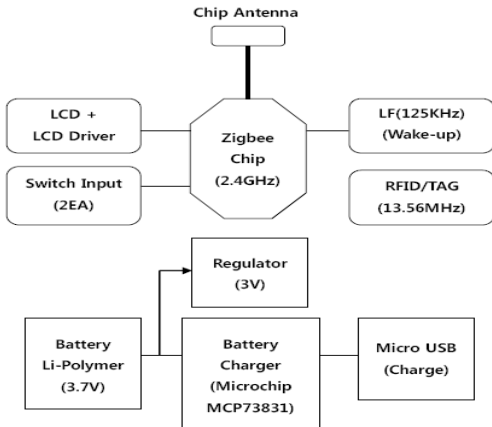 Chip Antenna
LCD +
LCD Driver
Zigbee
Chip
(2.4GHz)
LF(125KHz)
(Wake-up)
Switch Input
(2EA)
RFID/TAG
(13.56MHz)
Regulator
(3V)
Battery
Li-Polymer
(3.7V)
Battery
Charger
(Microchip
MCP73831)
Micro USB
(Charge)